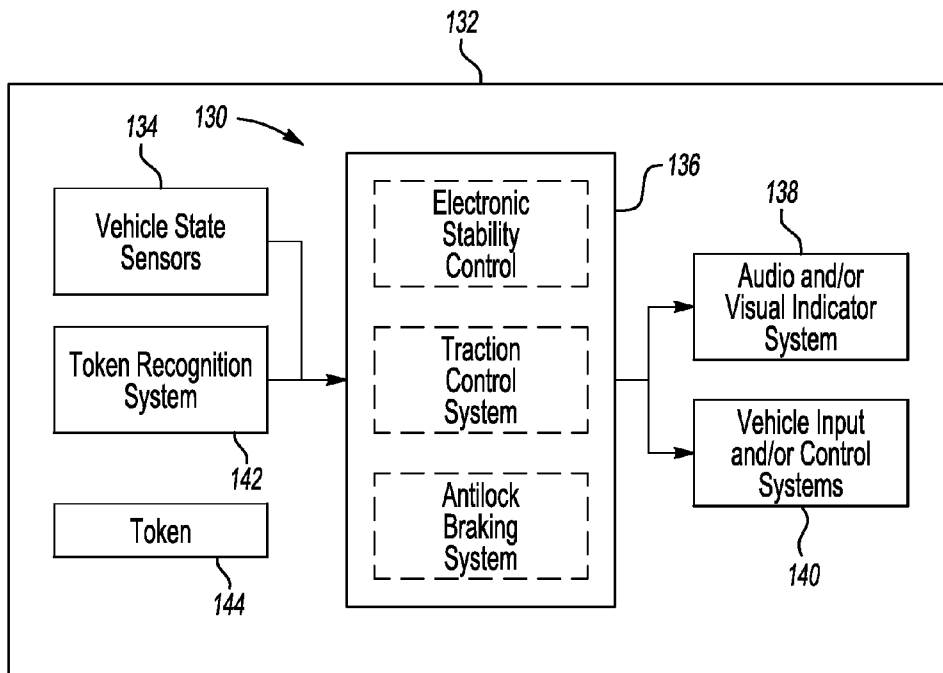 132
130
134
Vehicle State
Sensors
Token Recognition
System
142
Token
144
Electronic
Stability
Control
Traction
Control
System
Antilock
Braking
System
136
138
Audio and/or
Visual Indicator
System
Vehicle Input
and/or Control
Systems
140